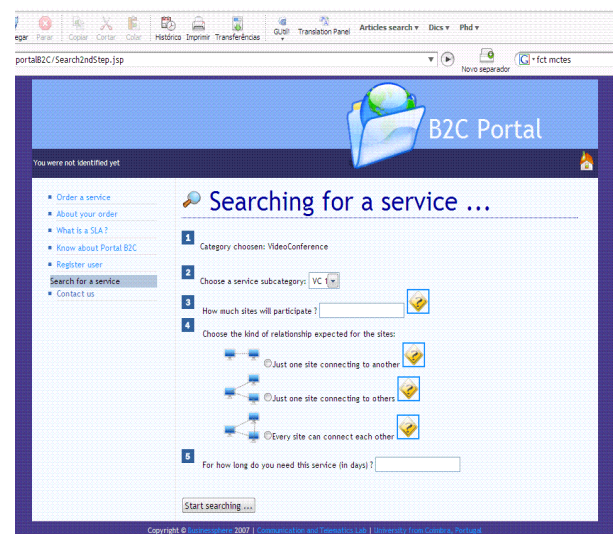 egar Parar Copiar Cortar Colar Histórico Imprimir Transferências GUtil! Translation Panel Articles search Dics Phd
portalB2C/Search2ndStep.jsp Novo separador G fct mctes
B2C Portal
You were not identified yet
Order a service
About your order
What is a SLA ?
Know about Portal B2C
Register user
Search for a service
Contact us
Searching for a service ...
1 Category choosen: VideoConference
2 Choose a service subcategory: VC 1
3 How much sites will participate ?
4 Choose the kind of relationship expected for the sites:
Just one site connecting to another
Just one site connecting to others
Every site can connect each other
5 For how long do you need this service (in days) ?
Start searching ...
Copyright © 2007 | Communication and Telematics Lab | University from Coimbra, Portugal